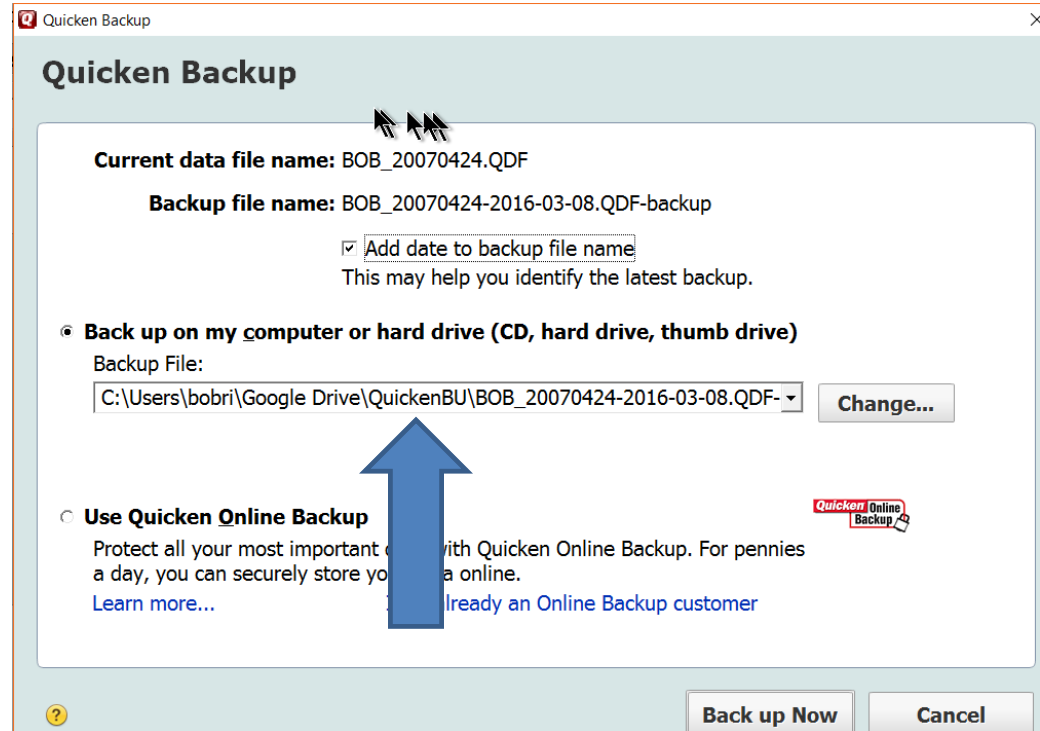 Quicken Backup
Quicken Backup
Current data file name: BOB_20070424.QDF
Backup file name: BOB_20070424-2016-03-08.QDF-backup
Add date to backup file name
This may help you identify the latest backup.
Back up on my computer or hard drive (CD, hard drive, thumb drive)
Backup File:
C:\Users\bobri\Google Drive\QuickenBU\BOB_20070424-2016-03-08.QDF-
Change...
Use Quicken Online Backup
Quicken Online
Backup
Protect all your most important with Quicken Online Backup. For pennies
a day, you can securely store online.
Learn more... already an Online Backup customer
?
Back up Now
Cancel